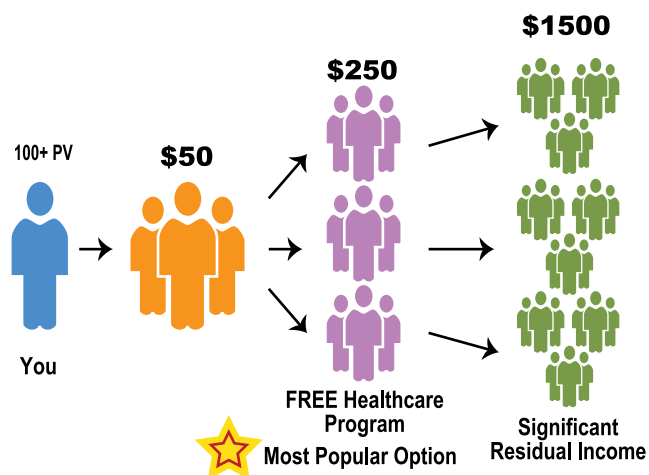 $1500
$250
100+ PV
$50
You
FREE Healthcare
Program
Most Popular Option
Significant
Residual Income